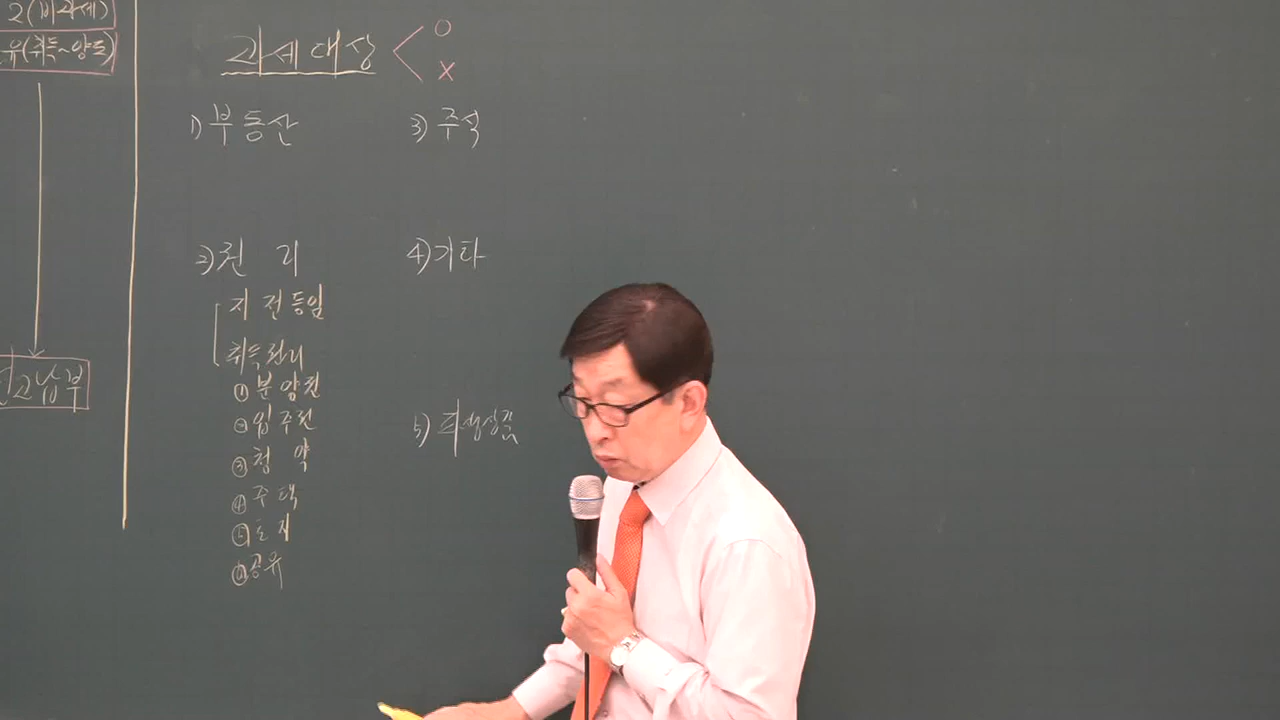 2(비과세)
유(취득~양도)
신고납부
과세대상 < O X
1) 부동산
2) 권리
지 전등임
취득권리
① 분양권
② 입주권
③ 청약
④ 주택
⑤ 토지
⑥ 공유
3) 주식
4) 기타
5) 파생상품